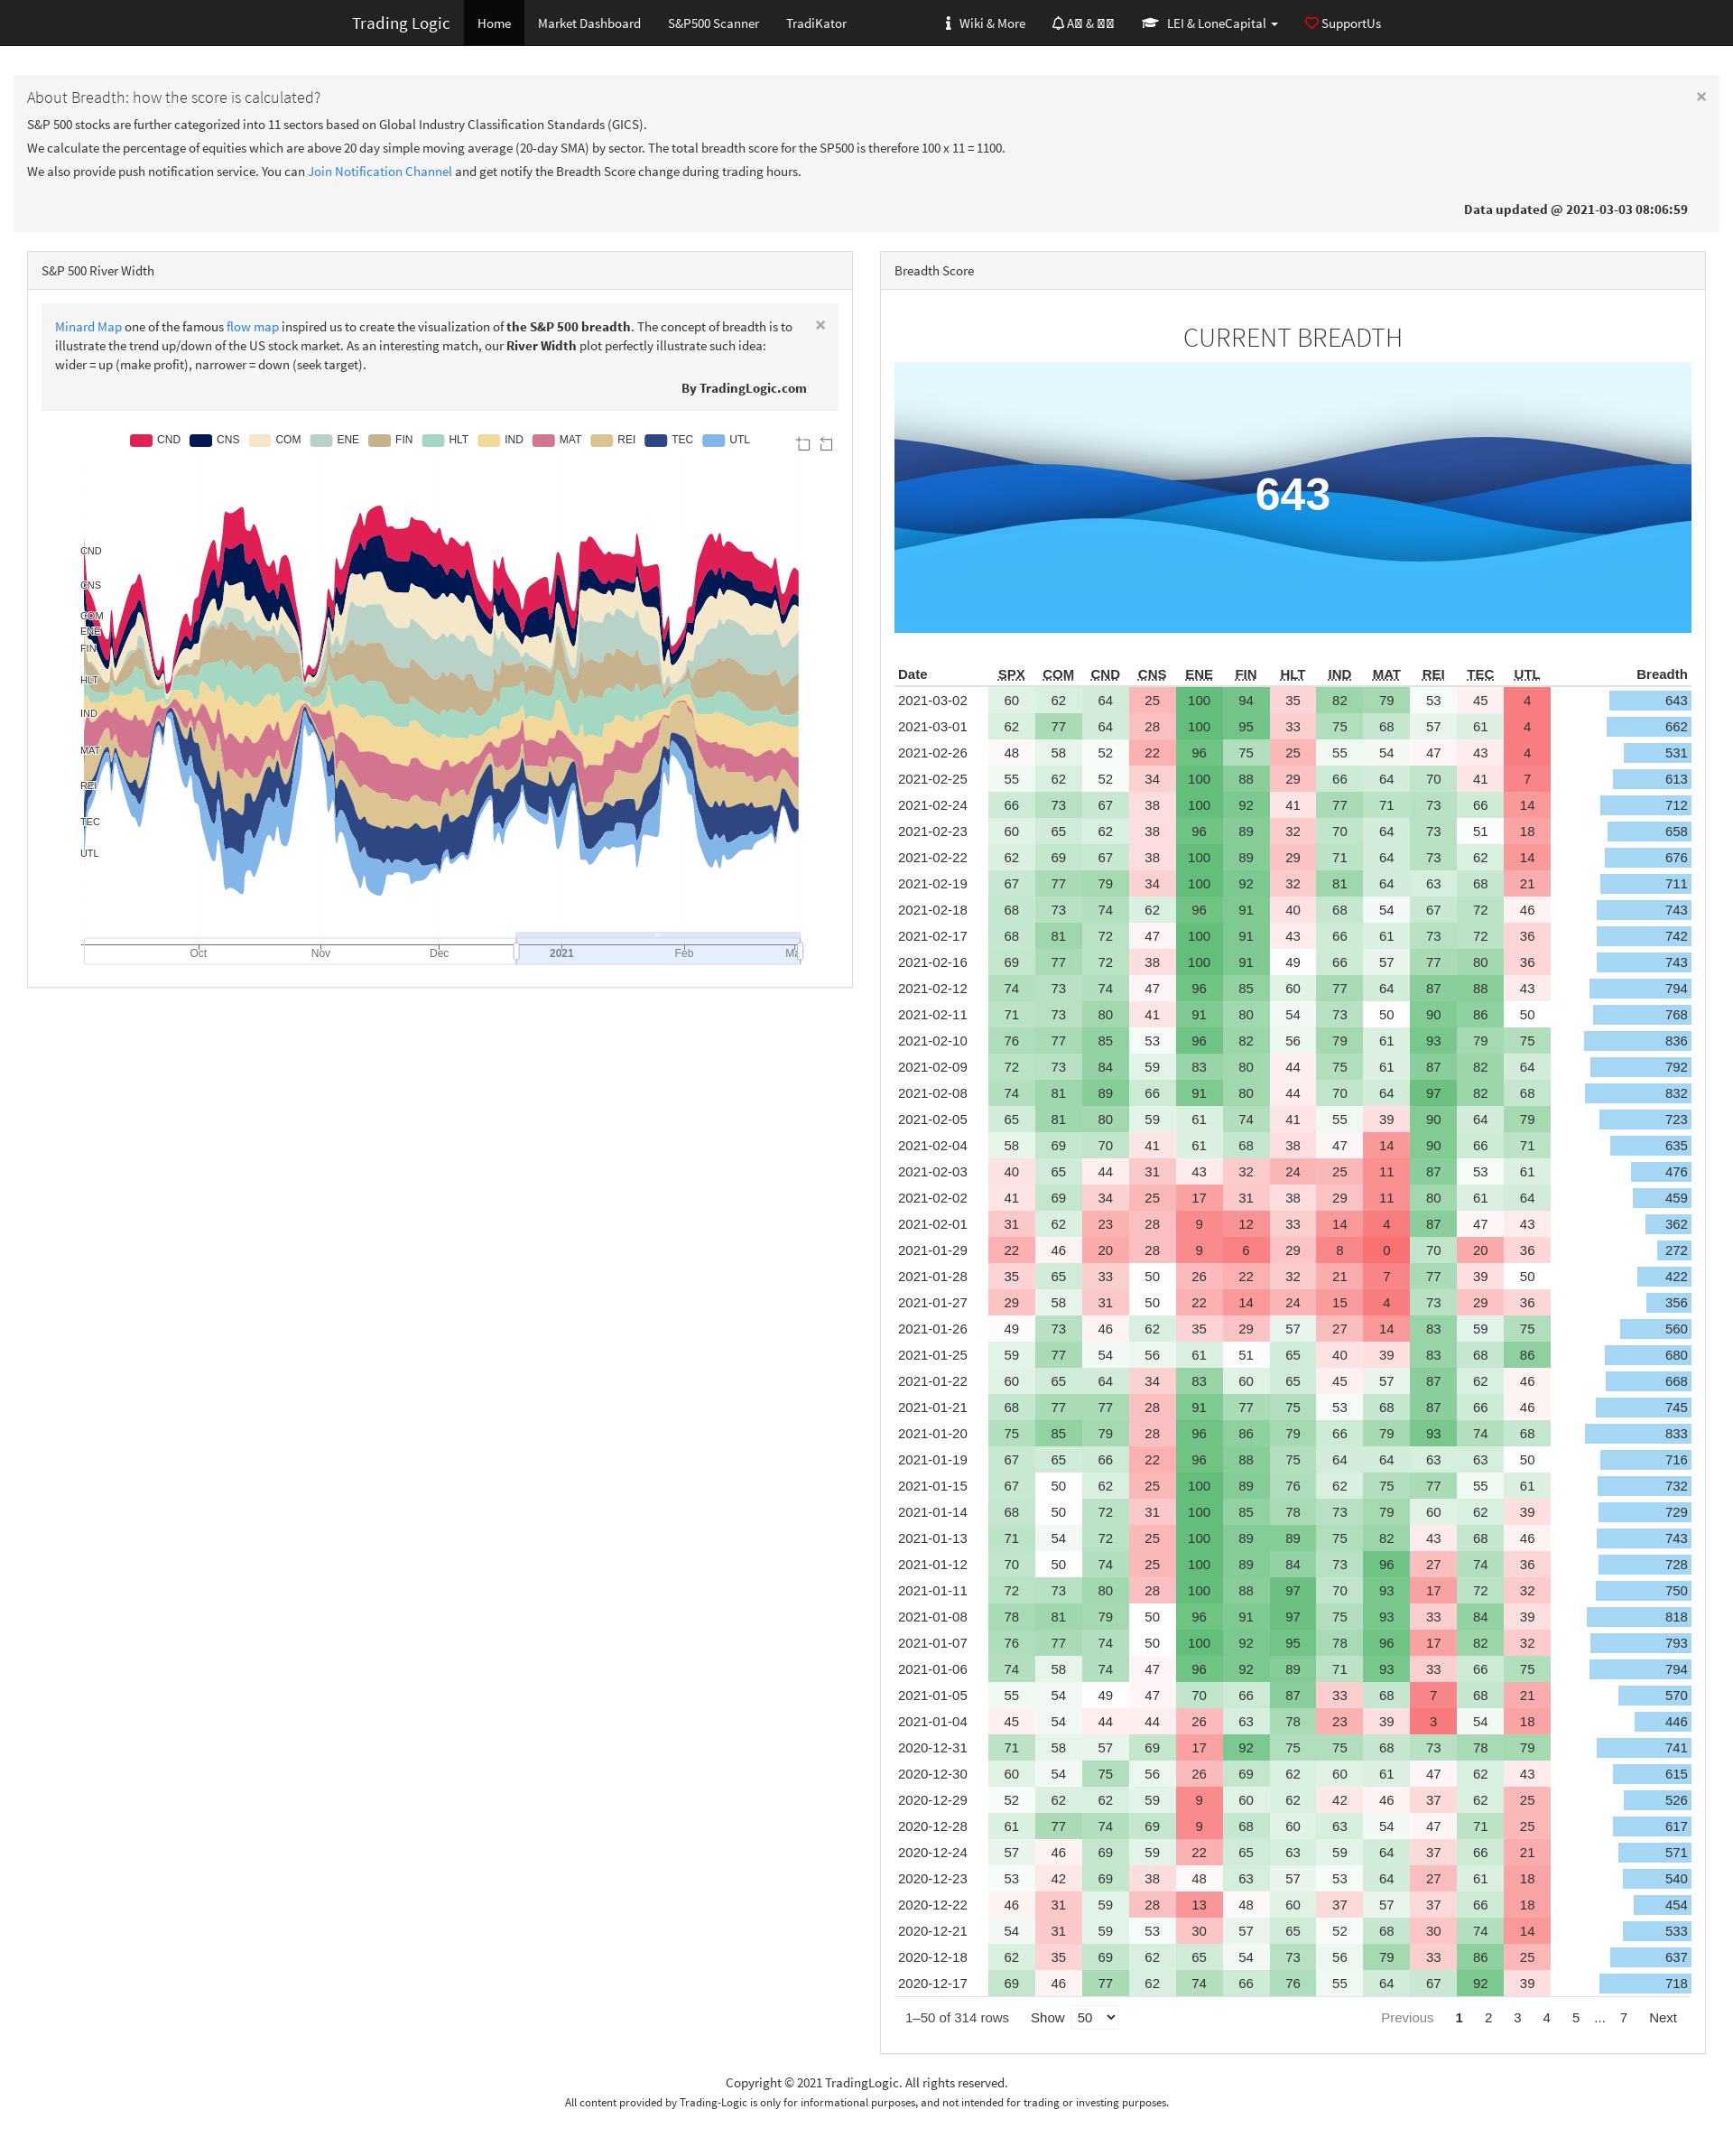 Trading Logic Home Market Dashboard S&P500 Scanner TradiKator Wiki & More A & LEI & LoneCapital SupportUs
About Breadth: how the score is calculated? ×
S&P 500 stocks are further categorized into 11 sectors based on Global Industry Classification Standards (GICS).
We calculate the percentage of equities which are above 20 day simple moving average (20-day SMA) by sector. The total breadth score for the SP500 is therefore 100 x 11 = 1100.
We also provide push notification service. You can Join Notification Channel and get notify the Breadth Score change during trading hours.
Data updated @ 2021-03-03 08:06:59
S&P 500 River Width
Minard Map one of the famous flow map inspired us to create the visualization of the S&P 500 breadth. The concept of breadth is to ×
illustrate the trend up/down of the US stock market. As an interesting match, our River Width plot perfectly illustrate such idea:
wider = up (make profit), narrower = down (seek target).
By TradingLogic.com
CND CNS COM ENE FIN HLT IND MAT REI TEC UTL
CND
CNS
COM
ENE
FIN
HLT
IND
MAT
REI
TEC
UTL
Oct Nov Dec 2021 Feb
Breadth Score
CURRENT BREADTH
643
Date SPX COM CND CNS ENE FIN HLT IND MAT REI TEC UTL Breadth
2021-03-02 60 62 64 25 100 94 35 82 79 53 45 4 643
2021-03-01 62 77 64 28 100 95 33 75 68 57 61 4 662
2021-02-26 48 58 52 22 96 75 25 55 54 47 43 4 531
2021-02-25 55 62 52 34 100 88 29 66 64 70 41 7 613
2021-02-24 66 73 67 38 100 92 41 77 71 73 66 14 712
2021-02-23 60 65 62 38 96 89 32 70 64 73 51 18 658
2021-02-22 62 69 67 38 100 89 29 71 64 73 62 14 676
2021-02-19 67 77 79 34 100 92 32 81 64 63 68 21 711
2021-02-18 68 73 74 62 96 91 40 68 54 67 72 46 743
2021-02-17 68 81 72 47 100 91 43 66 61 73 72 36 742
2021-02-16 69 77 72 38 100 91 49 66 57 77 80 36 743
2021-02-12 74 73 74 47 96 85 60 77 64 87 88 43 794
2021-02-11 71 73 80 41 91 80 54 73 50 90 86 50 768
2021-02-10 76 77 85 53 96 82 56 79 61 93 79 75 836
2021-02-09 72 73 84 59 83 80 44 75 61 87 82 64 792
2021-02-08 74 81 89 66 91 80 44 70 64 97 82 68 832
2021-02-05 65 81 80 59 61 74 41 55 39 90 64 79 723
2021-02-04 58 69 70 41 61 68 38 47 14 90 66 71 635
2021-02-03 40 65 44 31 43 32 24 25 11 87 53 61 476
2021-02-02 41 69 34 25 17 31 38 29 11 80 61 64 459
2021-02-01 31 62 23 28 9 12 33 14 4 87 47 43 362
2021-01-29 22 46 20 28 9 6 29 8 0 70 20 36 272
2021-01-28 35 65 33 50 26 22 32 21 7 77 39 50 422
2021-01-27 29 58 31 50 22 14 24 15 4 73 29 36 356
2021-01-26 49 73 46 62 35 29 57 27 14 83 59 75 560
2021-01-25 59 77 54 56 61 51 65 40 39 83 68 86 680
2021-01-22 60 65 64 34 83 60 65 45 57 87 62 46 668
2021-01-21 68 77 77 28 91 77 75 53 68 87 66 46 745
2021-01-20 75 85 79 28 96 86 79 66 79 93 74 68 833
2021-01-19 67 65 66 22 96 88 75 64 64 63 63 50 716
2021-01-15 67 50 62 25 100 89 76 62 75 77 55 61 732
2021-01-14 68 50 72 31 100 85 78 73 79 60 62 39 729
2021-01-13 71 54 72 25 100 89 89 75 82 43 68 46 743
2021-01-12 70 50 74 25 100 89 84 73 96 27 74 36 728
2021-01-11 72 73 80 28 100 88 97 70 93 17 72 32 750
2021-01-08 78 81 79 50 96 91 97 75 93 33 84 39 818
2021-01-07 76 77 74 50 100 92 95 78 96 17 82 32 793
2021-01-06 74 58 74 47 96 92 89 71 93 33 66 75 794
2021-01-05 55 54 49 47 70 66 87 33 68 7 68 21 570
2021-01-04 45 54 44 44 26 63 78 23 39 3 54 18 446
2020-12-31 71 58 57 69 17 92 75 75 68 73 78 79 741
2020-12-30 60 54 75 56 26 69 62 60 61 47 62 43 615
2020-12-29 52 62 62 59 9 60 62 42 46 37 62 25 526
2020-12-28 61 77 74 69 9 68 60 63 54 47 71 25 617
2020-12-24 57 46 69 59 22 65 63 59 64 37 66 21 571
2020-12-23 53 42 69 38 48 63 57 53 64 27 61 18 540
2020-12-22 46 31 59 28 13 48 60 37 57 37 66 18 454
2020-12-21 54 31 59 53 30 57 65 52 68 30 74 14 533
2020-12-18 62 35 69 62 65 54 73 56 79 33 86 25 637
2020-12-17 69 46 77 62 74 66 76 55 64 67 92 39 718
1–50 of 314 rows Show 50 Previous 1 2 3 4 5 ... 7 Next
Copyright © 2021 TradingLogic. All rights reserved.
All content provided by Trading-Logic is only for informational purposes, and not intended for trading or investing purposes.